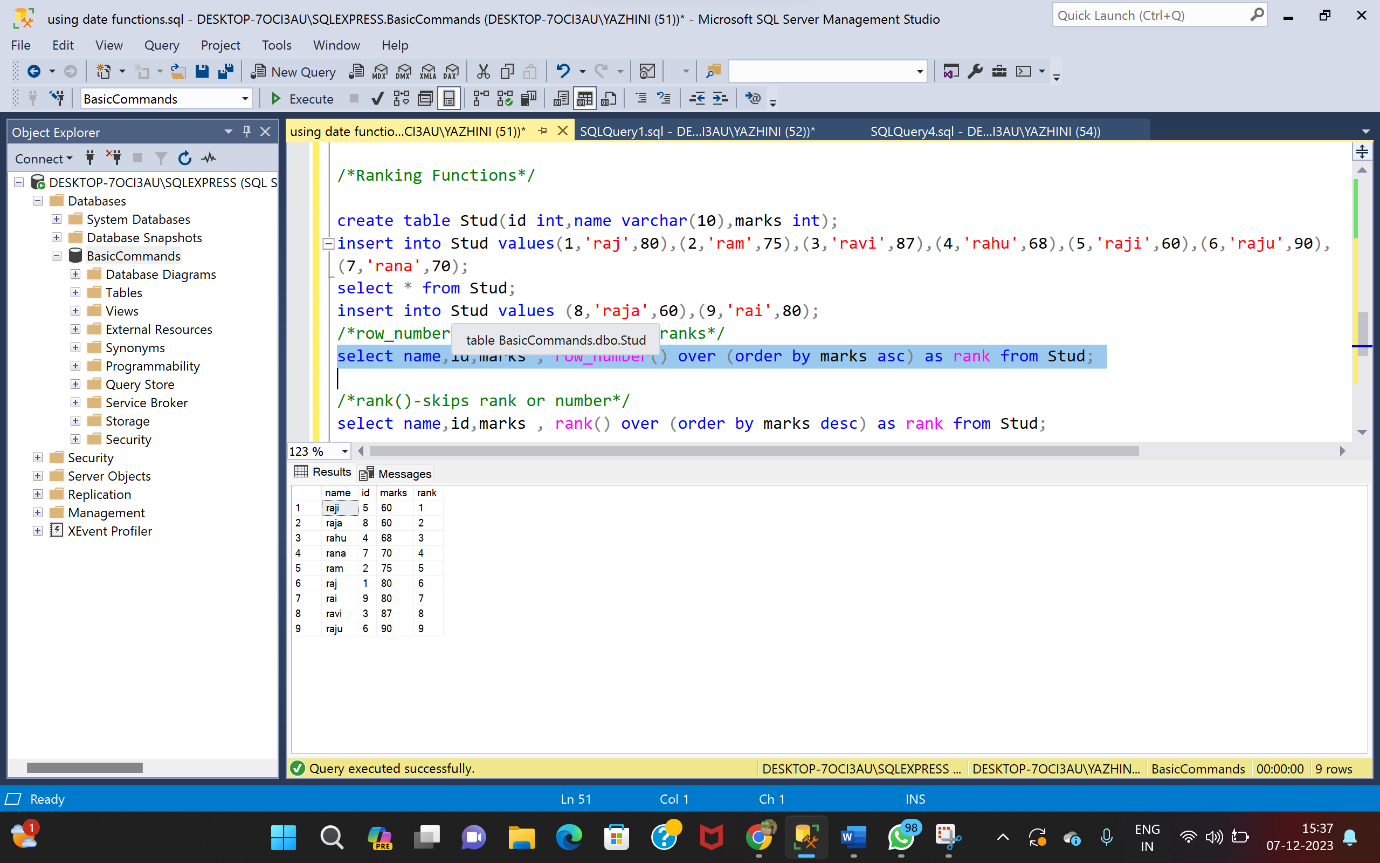 using date functions.sql - DESKTOP-7OCI3AU\SQLEXPRESS.BasicCommands (DESKTOP-7OCI3AU\YAZHINI (51))* - Microsoft SQL Server Management Studio
Quick Launch (Ctrl+Q)
File Edit View Query Project Tools Window Help
New Query MDX DMX XMLA DAX
BasicCommands Execute
Object Explorer
using date functio...CI3AU\YAZHINI (51))* SQLQuery1.sql - DE...I3AU\YAZHINI (52))* SQLQuery4.sql - DE...I3AU\YAZHINI (54))
Connect
DESKTOP-7OCI3AU\SQLEXPRESS (SQL S
Databases
System Databases
Database Snapshots
BasicCommands
Database Diagrams
Tables
Views
External Resources
Synonyms
Programmability
Query Store
Service Broker
Storage
Security
Security
Server Objects
Replication
Management
XEvent Profiler
/*Ranking Functions*/
create table Stud(id int,name varchar(10),marks int);
insert into Stud values(1,'raj',80),(2,'ram',75),(3,'ravi',87),(4,'rahu',68),(5,'raji',60),(6,'raju',90),
(7,'rana',70);
select * from Stud;
insert into Stud values (8,'raja',60),(9,'rai',80);
/*row_number ranks*/
table BasicCommands.dbo.Stud
select name,id,marks , row_number() over (order by marks asc) as rank from Stud;
/*rank()-skips rank or number*/
select name,id,marks , rank() over (order by marks desc) as rank from Stud;
123 %
Results Messages
name id marks rank
1 raji 5 60 1
2 raja 8 60 2
3 rahu 4 68 3
4 rana 7 70 4
5 ram 2 75 5
6 raj 1 80 6
7 rai 9 80 7
8 ravi 3 87 8
9 raju 6 90 9
Query executed successfully. DESKTOP-7OCI3AU\SQLEXPRESS ... DESKTOP-7OCI3AU\YAZHIN... BasicCommands 00:00:00 9 rows
Ready Ln 51 Col 1 Ch 1 INS
1 PRE 98 ENG 15:37
IN 07-12-2023